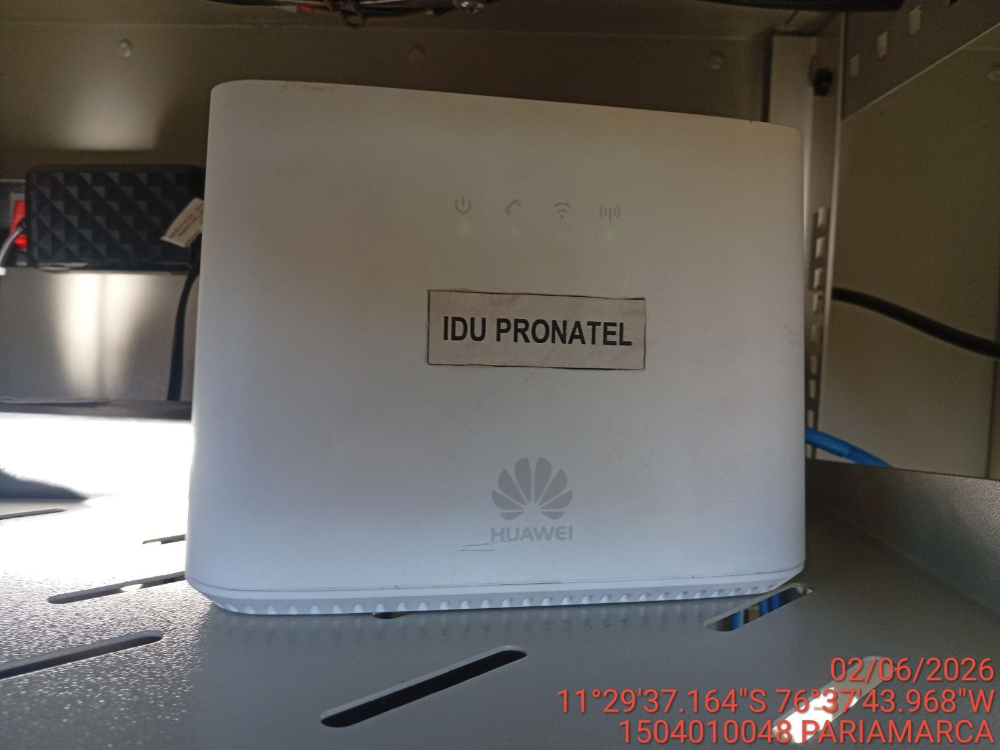 IDU PRONATEL
HUAWEI
02/06/2026
11°29'37.164"S 76°37'43.968"W
1504010048 PARIAMARCA